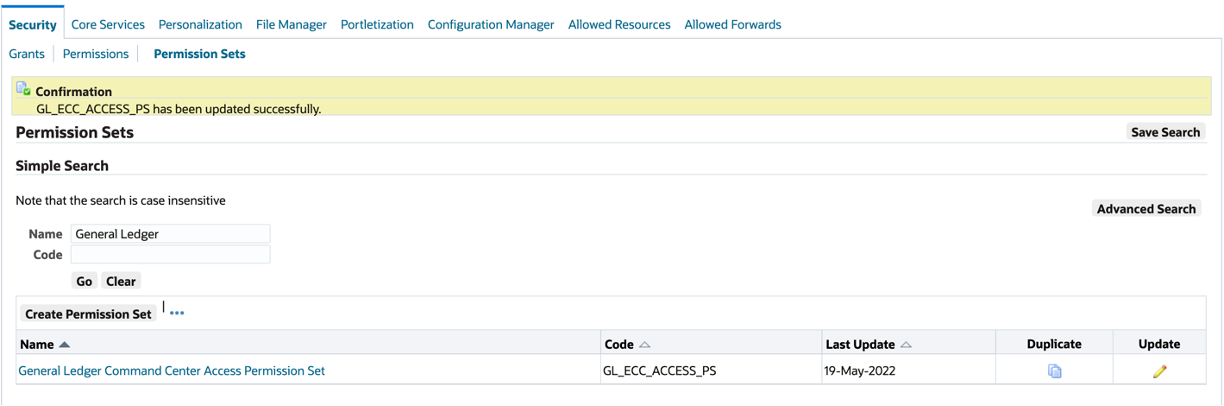 Security Core Services Personalization File Manager Portletization Configuration Manager Allowed Resources Allowed Forwards
Grants Permissions Permission Sets
Confirmation
GL_ECC_ACCESS_PS has been updated successfully.
Permission Sets Save Search
Simple Search
Note that the search is case insensitive
Advanced Search
Name General Ledger
Code
Go Clear
Create Permission Set | •••
Name Code Last Update Duplicate Update
General Ledger Command Center Access Permission Set GL_ECC_ACCESS_PS 19-May-2022